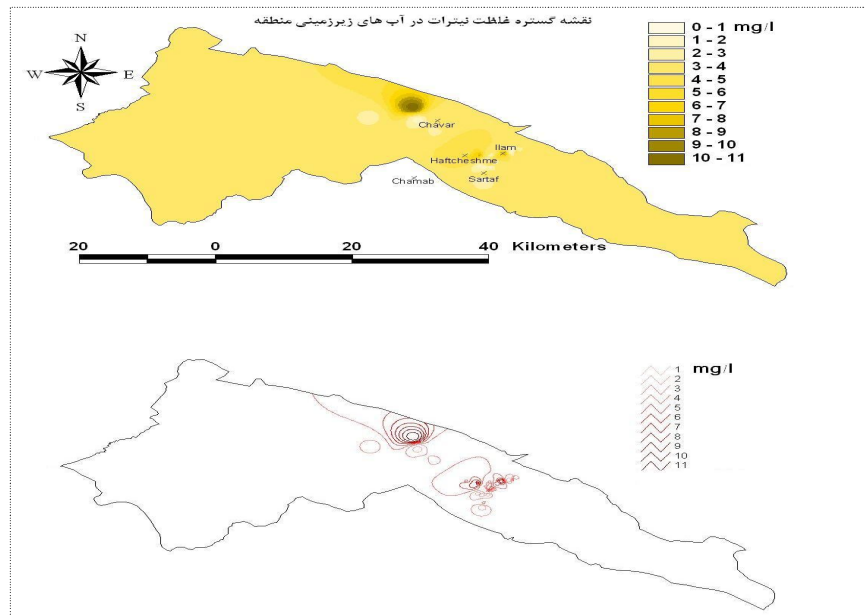 نقشه گستره غلظت نیترات در آب های زیرزمینی منطقه
N
W E
S
0 - 1 mg/l
1 - 2
2 - 3
3 - 4
4 - 5
5 - 6
6 - 7
7 - 8
8 - 9
9 - 10
10 - 11
Chavar
Ilam
Haftcheshme
Sartaf
Chamab
20 0 20 40 Kilometers
mg/l
1
2
3
4
5
6
7
8
9
10
11